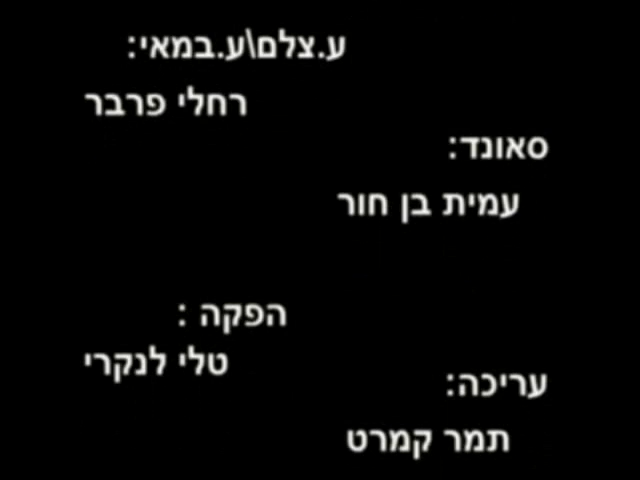 ע.צלם\ע.במאי:
רחלי פרבר
סאונד:
עמית בן חור
הפקה :
טלי לנקרי
עריכה:
תמר קמרט